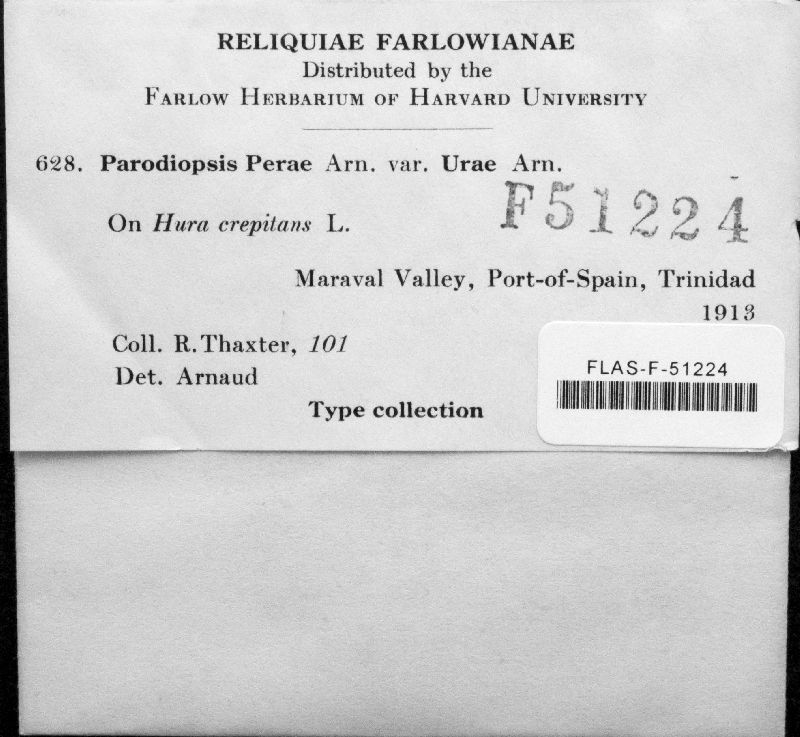 RELIQUIAE FARLOWIANAE
Distributed by the
FARLOW HERBARIUM OF HARVARD UNIVERSITY
628. Parodiopsis Perae Arn. var. Urae Arn.
F51224
On Hura crepitans L.
Maraval Valley, Port-of-Spain, Trinidad
1913
Coll. R. Thaxter, 101
Det. Arnaud
Type collection
FLAS-F-51224